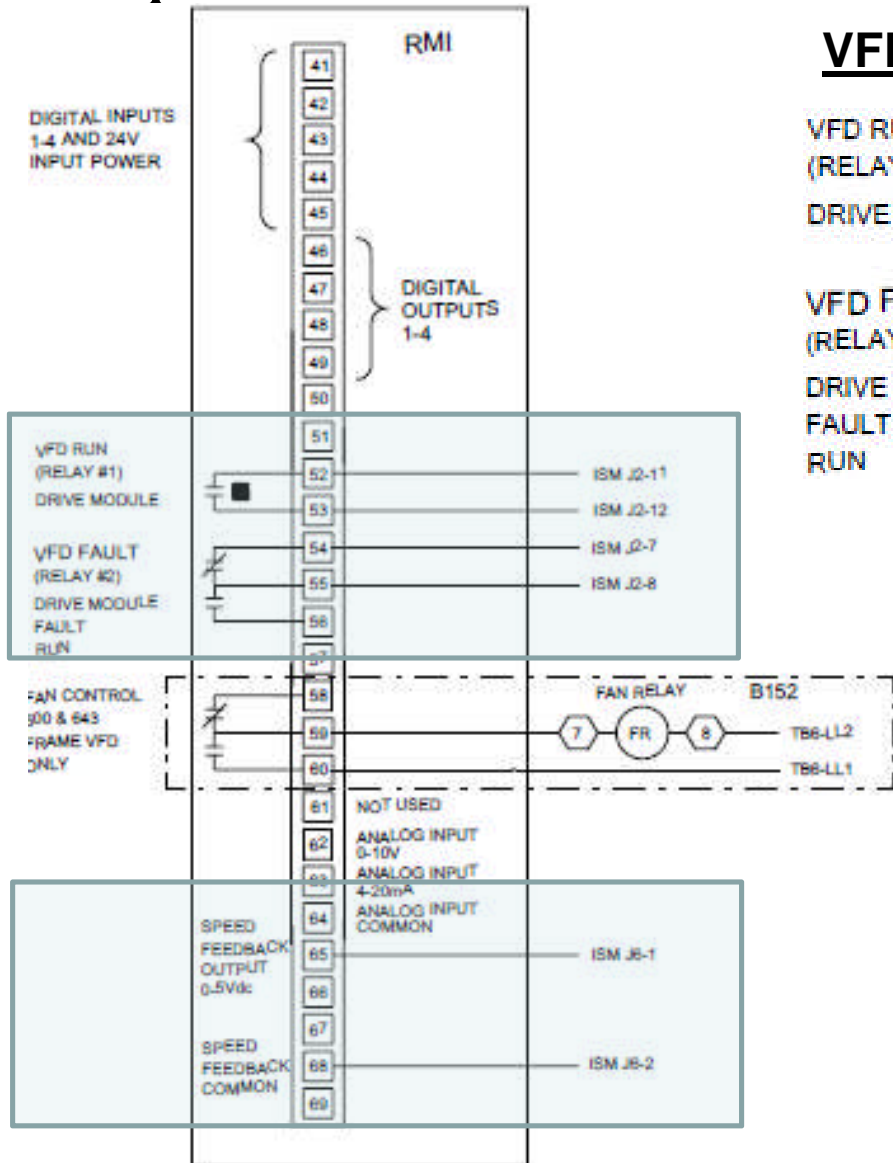 RMI
VFD
41
42
43
44
45
46
47
48
49
50
51
52
53
54
55
56
57
58
59
60
61
62
63
64
65
66
67
68
69
DIGITAL INPUTS
1-4 AND 24V
INPUT POWER
DIGITAL
OUTPUTS
1-4
VFD RUN
(RELAY #1)
DRIVE MODULE
ISM J2-11
ISM J2-12
VFD FAULT
(RELAY #2)
DRIVE MODULE
FAULT
RUN
ISM J2-7
ISM J2-8
FAN CONTROL
& 643
FRAME VFD
ONLY
FAN RELAY
B152
7
FR
8
TB6-LL2
TB6-LL1
NOT USED
ANALOG INPUT
0-10V
ANALOG INPUT
4-20mA
ANALOG INPUT
COMMON
SPEED
FEEDBACK
OUTPUT
0-5Vdc
ISM J6-1
SPEED
FEEDBACK
COMMON
ISM J6-2
VFD
(RELAY
DRIVE
VFD
(RELAY
DRIVE
FAULT
RUN